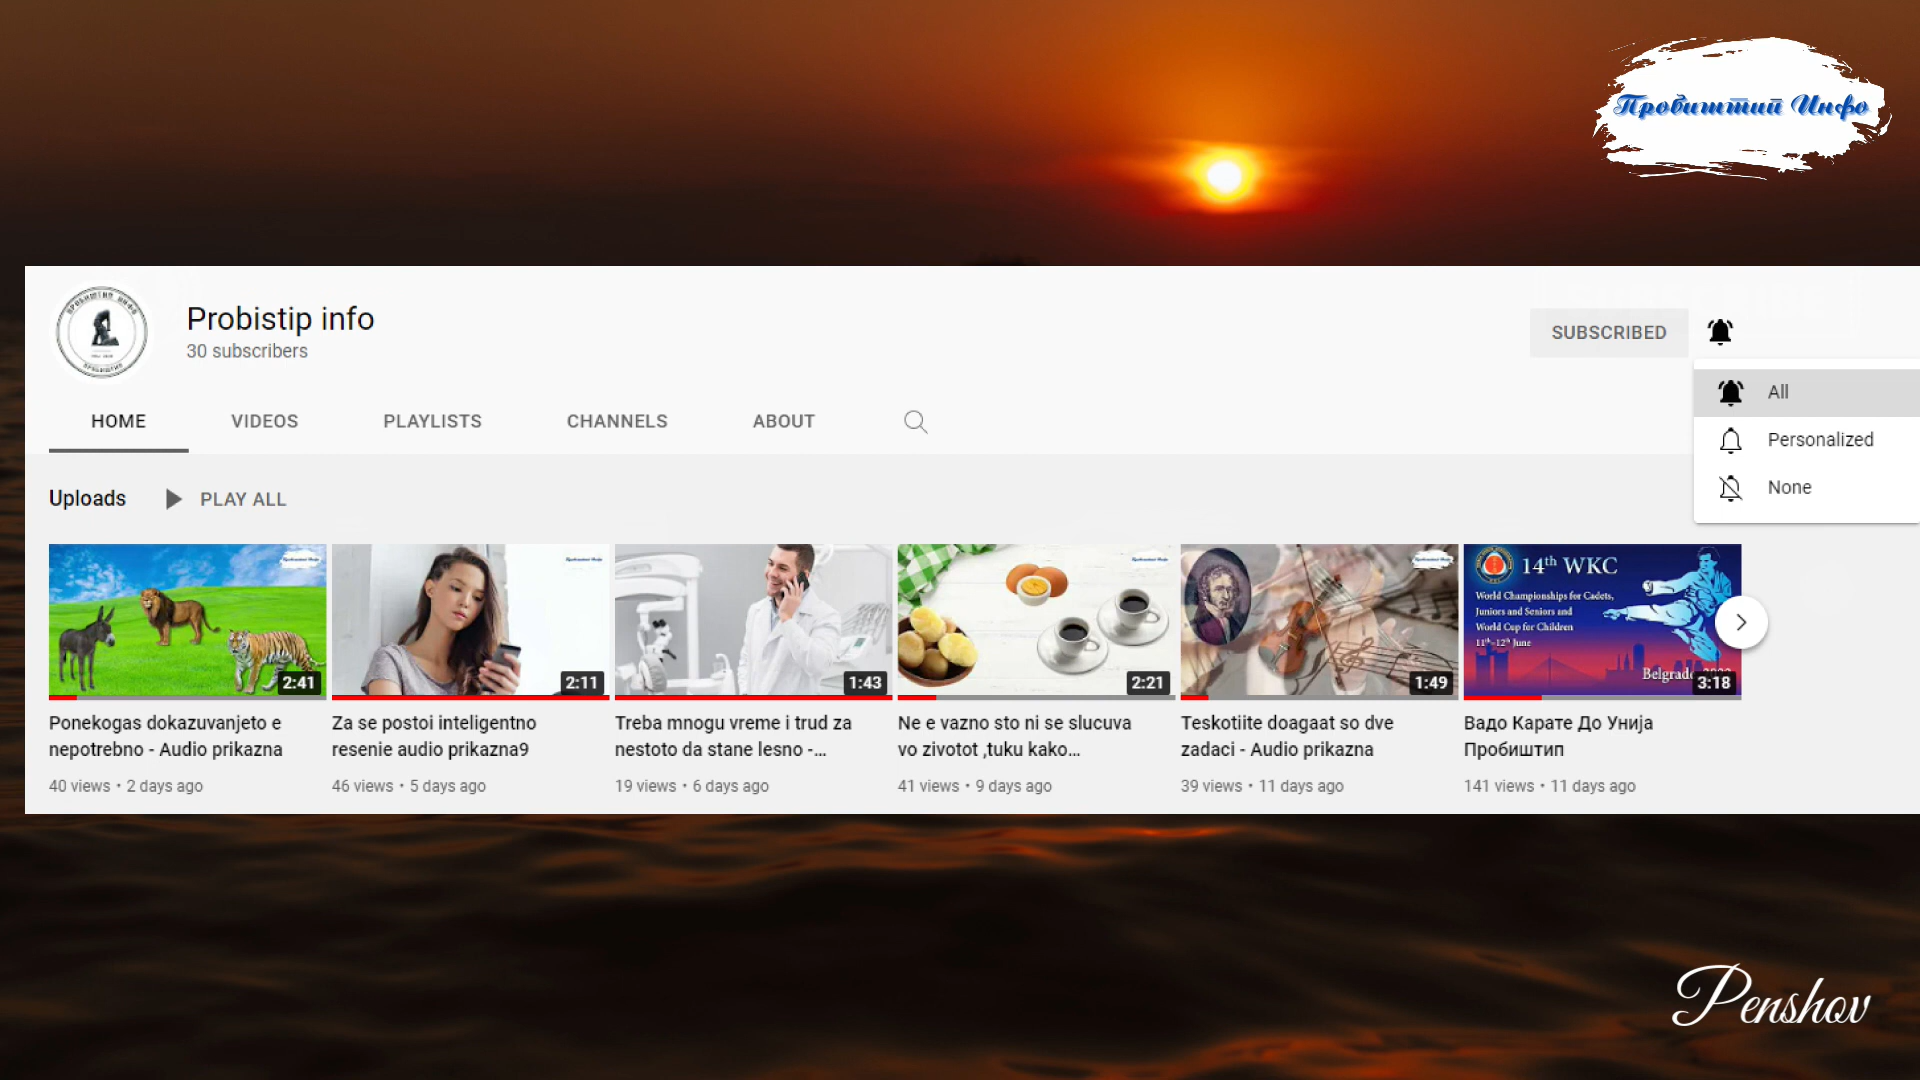 Пробиштип Инфо
Probistip info
30 subscribers
SUBSCRIBED
All
Personalized
None
HOME
VIDEOS
PLAYLISTS
CHANNELS
ABOUT
Uploads
PLAY ALL
2:41
Ponekogas dokazuvanjeto e
nepotrebno - Audio prikazna
40 views • 2 days ago
2:11
Za se postoi inteligentno
resenie audio prikazna9
46 views • 5 days ago
1:43
Treba mnogu vreme i trud za
nestoto da stane lesno -...
19 views • 6 days ago
2:21
Ne e vazno sto ni se slucuva
vo zivotot ,tuku kako...
41 views • 9 days ago
1:49
Teskotiite doagaat so dve
zadaci - Audio prikazna
39 views • 11 days ago
14th WKC
World Championships for Cadets,
Juniors and Seniors and
World Cup for Children
11th-12th June
Belgrade
3:18
Вадо Карате До Унија
Пробиштип
141 views • 11 days ago
Penshov